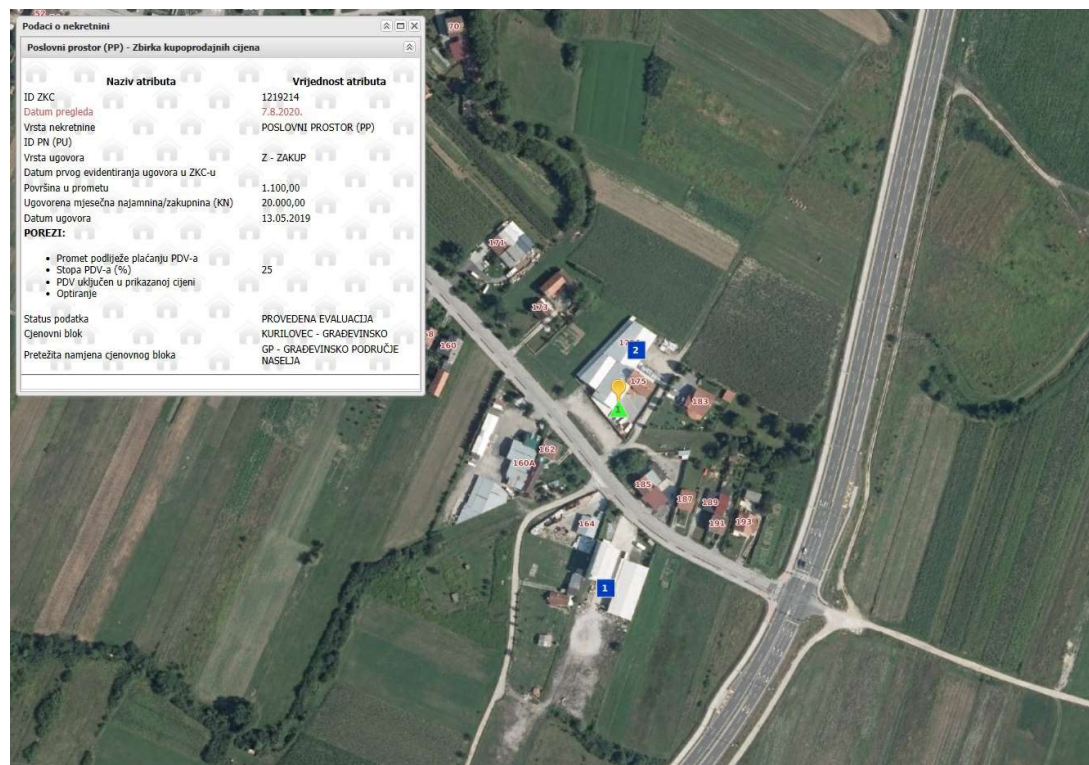 Podaci o nekretnini
Poslovni prostor (PP) - Zbirka kupoprodajnih cijena
Naziv atributa Vrijednost atributa
ID ZKC 1219214
Datum pregleda 7.8.2020.
Vrsta nekretnine POSLOVNI PROSTOR (PP)
ID PN (PU)
Vrsta ugovora Z - ZAKUP
Datum prvog evidentiranja ugovora u ZKC-u
Površina u prometu 1.100,00
Ugovorena mjesečna najamnina/zakupnina (KN) 20.000,00
Datum ugovora 13.05.2019
POREZI:
• Promet podliježe plaćanju PDV-a
• Stopa PDV-a (%) 25
• PDV uključen u prikazanoj cijeni
• Optiranje
Status podatka PROVEDENA EVALUACIJA
Cjenovni blok KURILOVEC - GRAĐEVINSKO
Pretežita namjena cjenovnog bloka GP - GRAĐEVINSKO PODRUČJE
NASELJA
70
171
173
160
2
175
1
183
162
160A
185
187
189
191
193
164
1